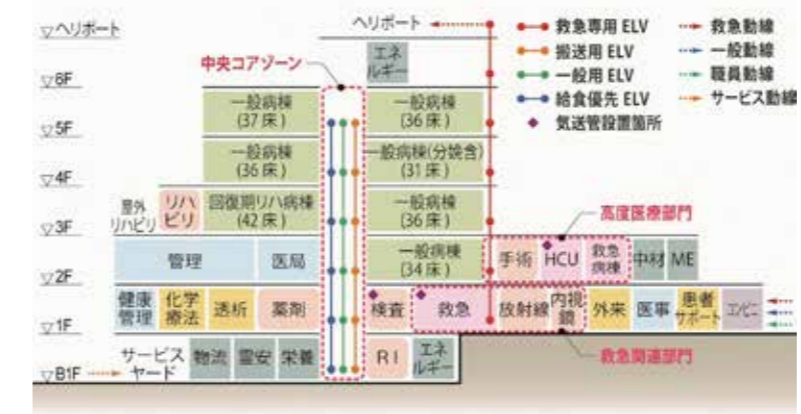 ▽ヘリポート
ヘリポート
救急専用 ELV
救急動線
搬送用 ELV
一般動線
一般用 ELV
職員動線
給食優先 ELV
サービス動線
気送管設置箇所
中央コアゾーン
エネ
ルギー
▽6F
一般病棟
(37床)
一般病棟
(36床)
▽5F
一般病棟
(36床)
一般病棟(分娩含)
(31床)
▽4F
屋外
リハビリ
リハ
ビリ
回復期リハ病棟
(42床)
一般病棟
(36床)
高度医療部門
▽3F
管理
医局
一般病棟
(34床)
手術
HCU
救急
病棟
中材
ME
▽2F
健康
管理
化学
療法
透析
薬剤
検査
救急
放射線
内視
鏡
外来
医事
患者
サポート
コンビニ
▽1F
サービス
ヤード
物流
霊安
栄養
RI
エネ
ルギー
救急関連部門
▽B1F